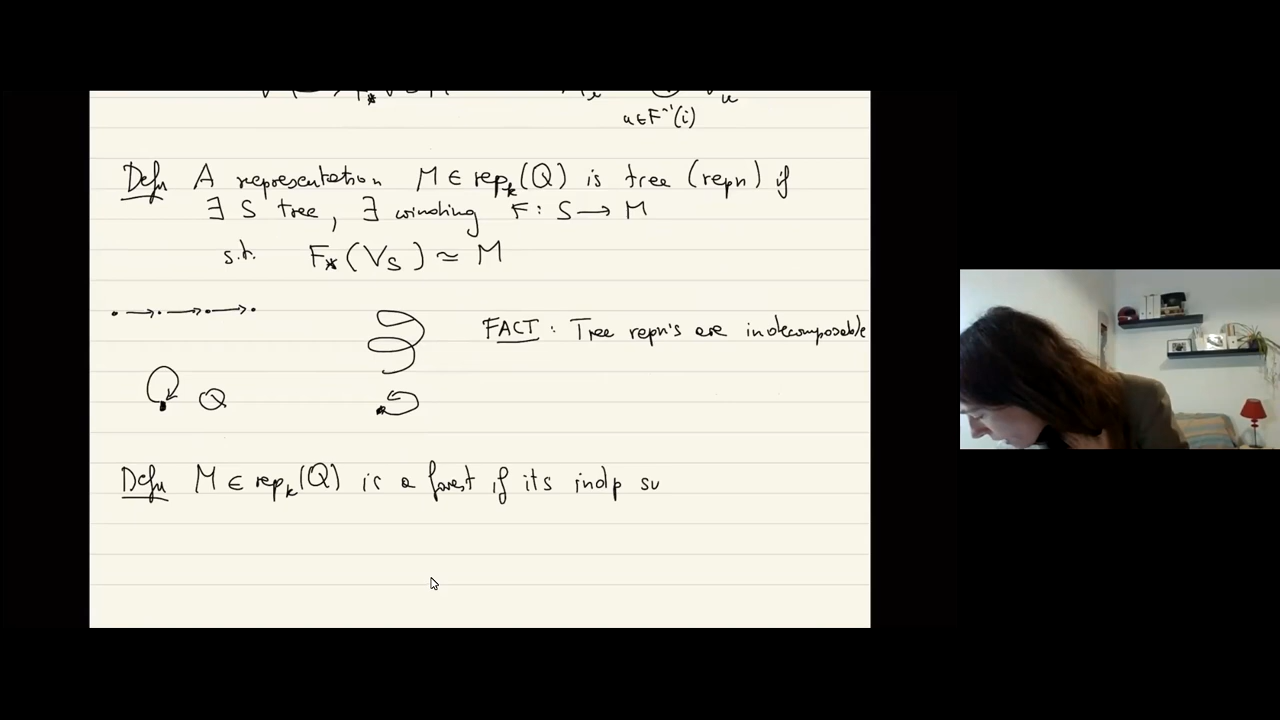 u∈F⁻¹(i)
Defn A representation M ∈ rep_k(Q) is tree (repn) if
∃ S tree, ∃ winding F: S → M
s.t. F_*(V_S) ≃ M
FACT: Tree repn's are indecomposable
Q
Defn M ∈ rep_k(Q) is a forest if its indp su